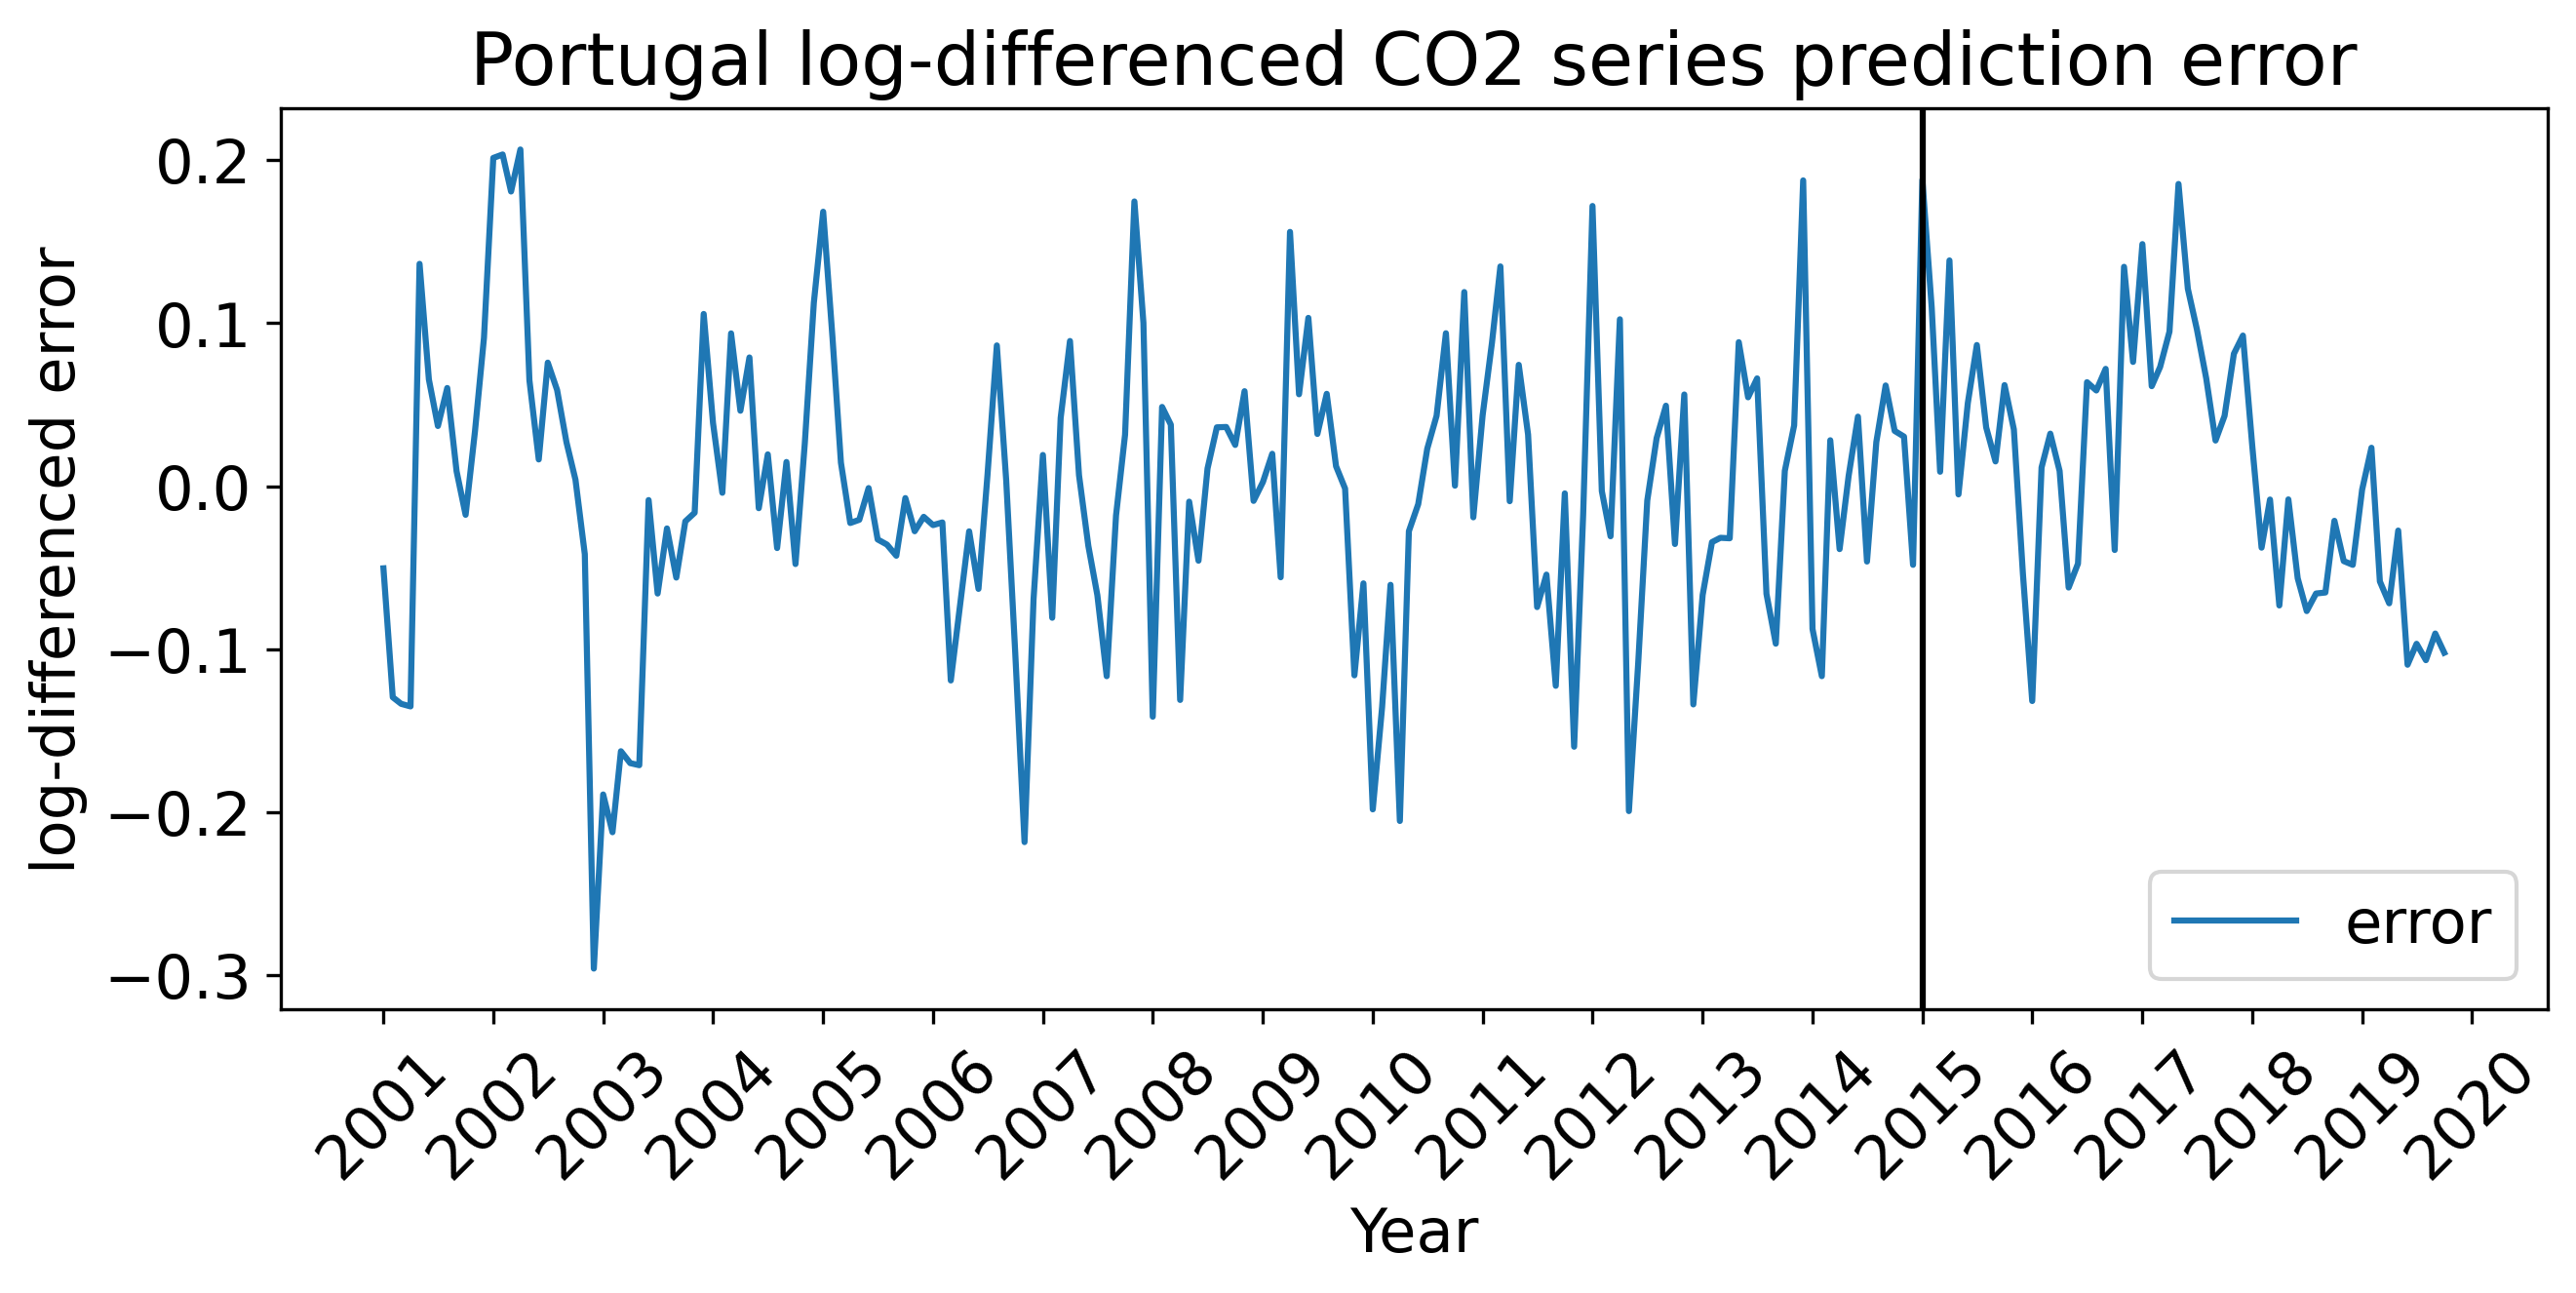 Portugal log-differenced CO2 series prediction error
log-differenced error
0.2
0.1
0.0
−0.1
−0.2
−0.3
error
2001 2002 2003 2004 2005 2006 2007 2008 2009 2010 2011 2012 2013 2014 2015 2016 2017 2018 2019 2020
Year